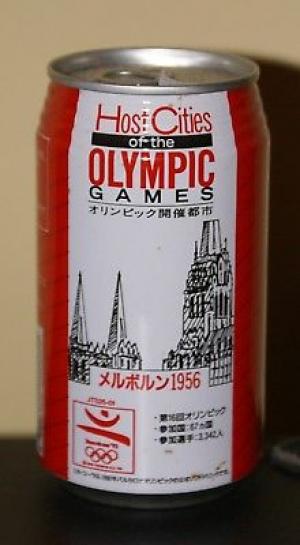 Host Cities
of the
OLYMPIC
GAMES
オリンピック開催都市
メルボルン1956
・第16回オリンピック
・参加国：67ヵ国
・参加選手：3,342人